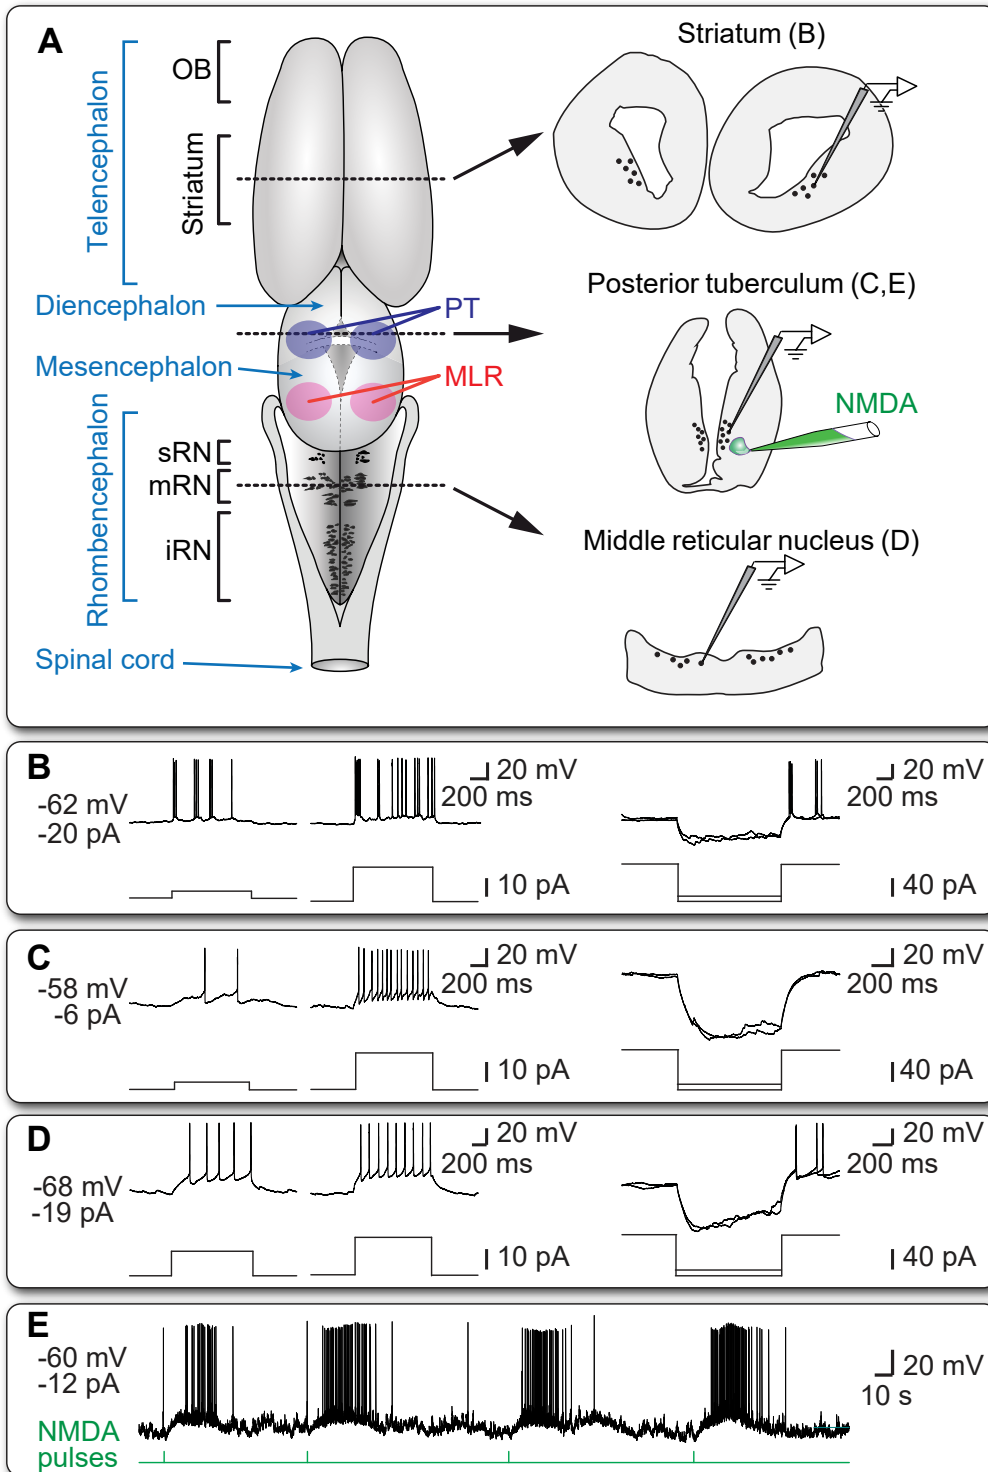 A
Telencephalon
OB
Striatum
Striatum (B)
Diencephalon
PT
Posterior tuberculum (C,E)
Mesencephalon
MLR
NMDA
Rhombencephalon
sRN
mRN
iRN
Middle reticular nucleus (D)
Spinal cord
B
-62 mV
-20 pA
20 mV
200 ms
10 pA
20 mV
200 ms
40 pA
C
-58 mV
-6 pA
20 mV
200 ms
10 pA
20 mV
200 ms
40 pA
D
-68 mV
-19 pA
20 mV
200 ms
10 pA
20 mV
200 ms
40 pA
E
-60 mV
-12 pA
20 mV
10 s
NMDA
pulses